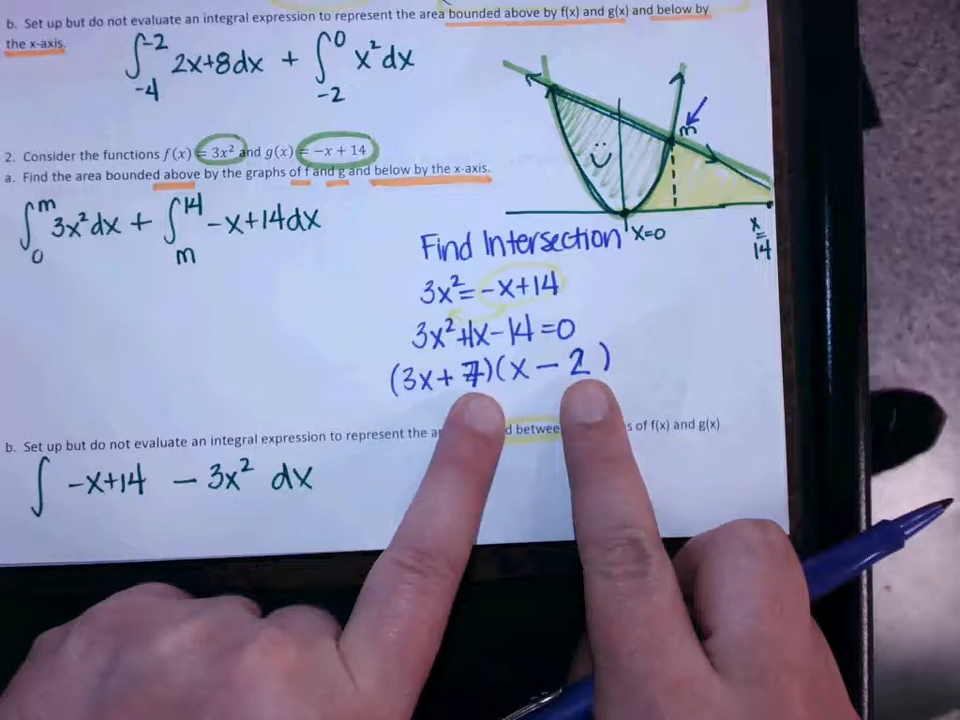 b. Set up but do not evaluate an integral expression to represent the area bounded above by f(x) and g(x) and below by
the x-axis.
∫₋₄⁻² 2x+8dx + ∫₋₂⁰ x²dx
2. Consider the functions f(x) = 3x² and g(x) = −x + 14
a. Find the area bounded above by the graphs of f and g and below by the x-axis.
∫₀ᵐ 3x²dx + ∫ₘ¹⁴ -x+14dx
m
x=0
x=14
Find Intersection
3x²=-x+14
3x²+1x-14=0
(3x+7)(x-2)
b. Set up but do not evaluate an integral expression to represent the betwee of f(x) and g(x)
∫ -x+14 - 3x² dx